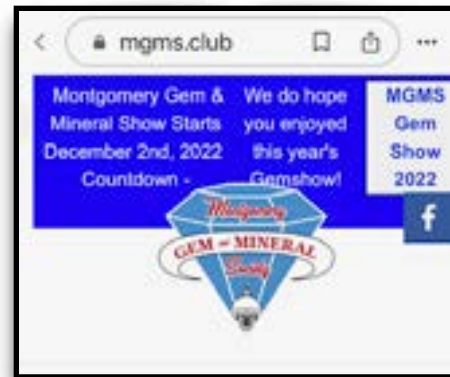 mgms.club
Montgomery Gem &
Mineral Show Starts
December 2nd, 2022
Countdown -
We do hope
you enjoyed
this year's
Gemshow!
MGMS
Gem
Show
2022
f
Montgomery
GEM and MINERAL
Society